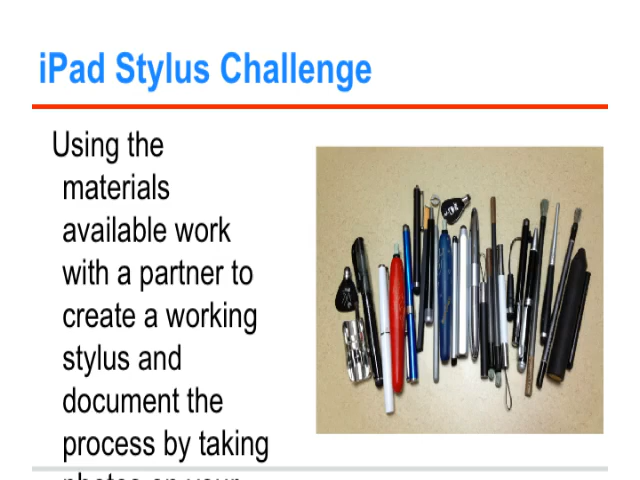 iPad Stylus Challenge
Using the
materials
available work
with a partner to
create a working
stylus and
document the
process by taking
photos on your